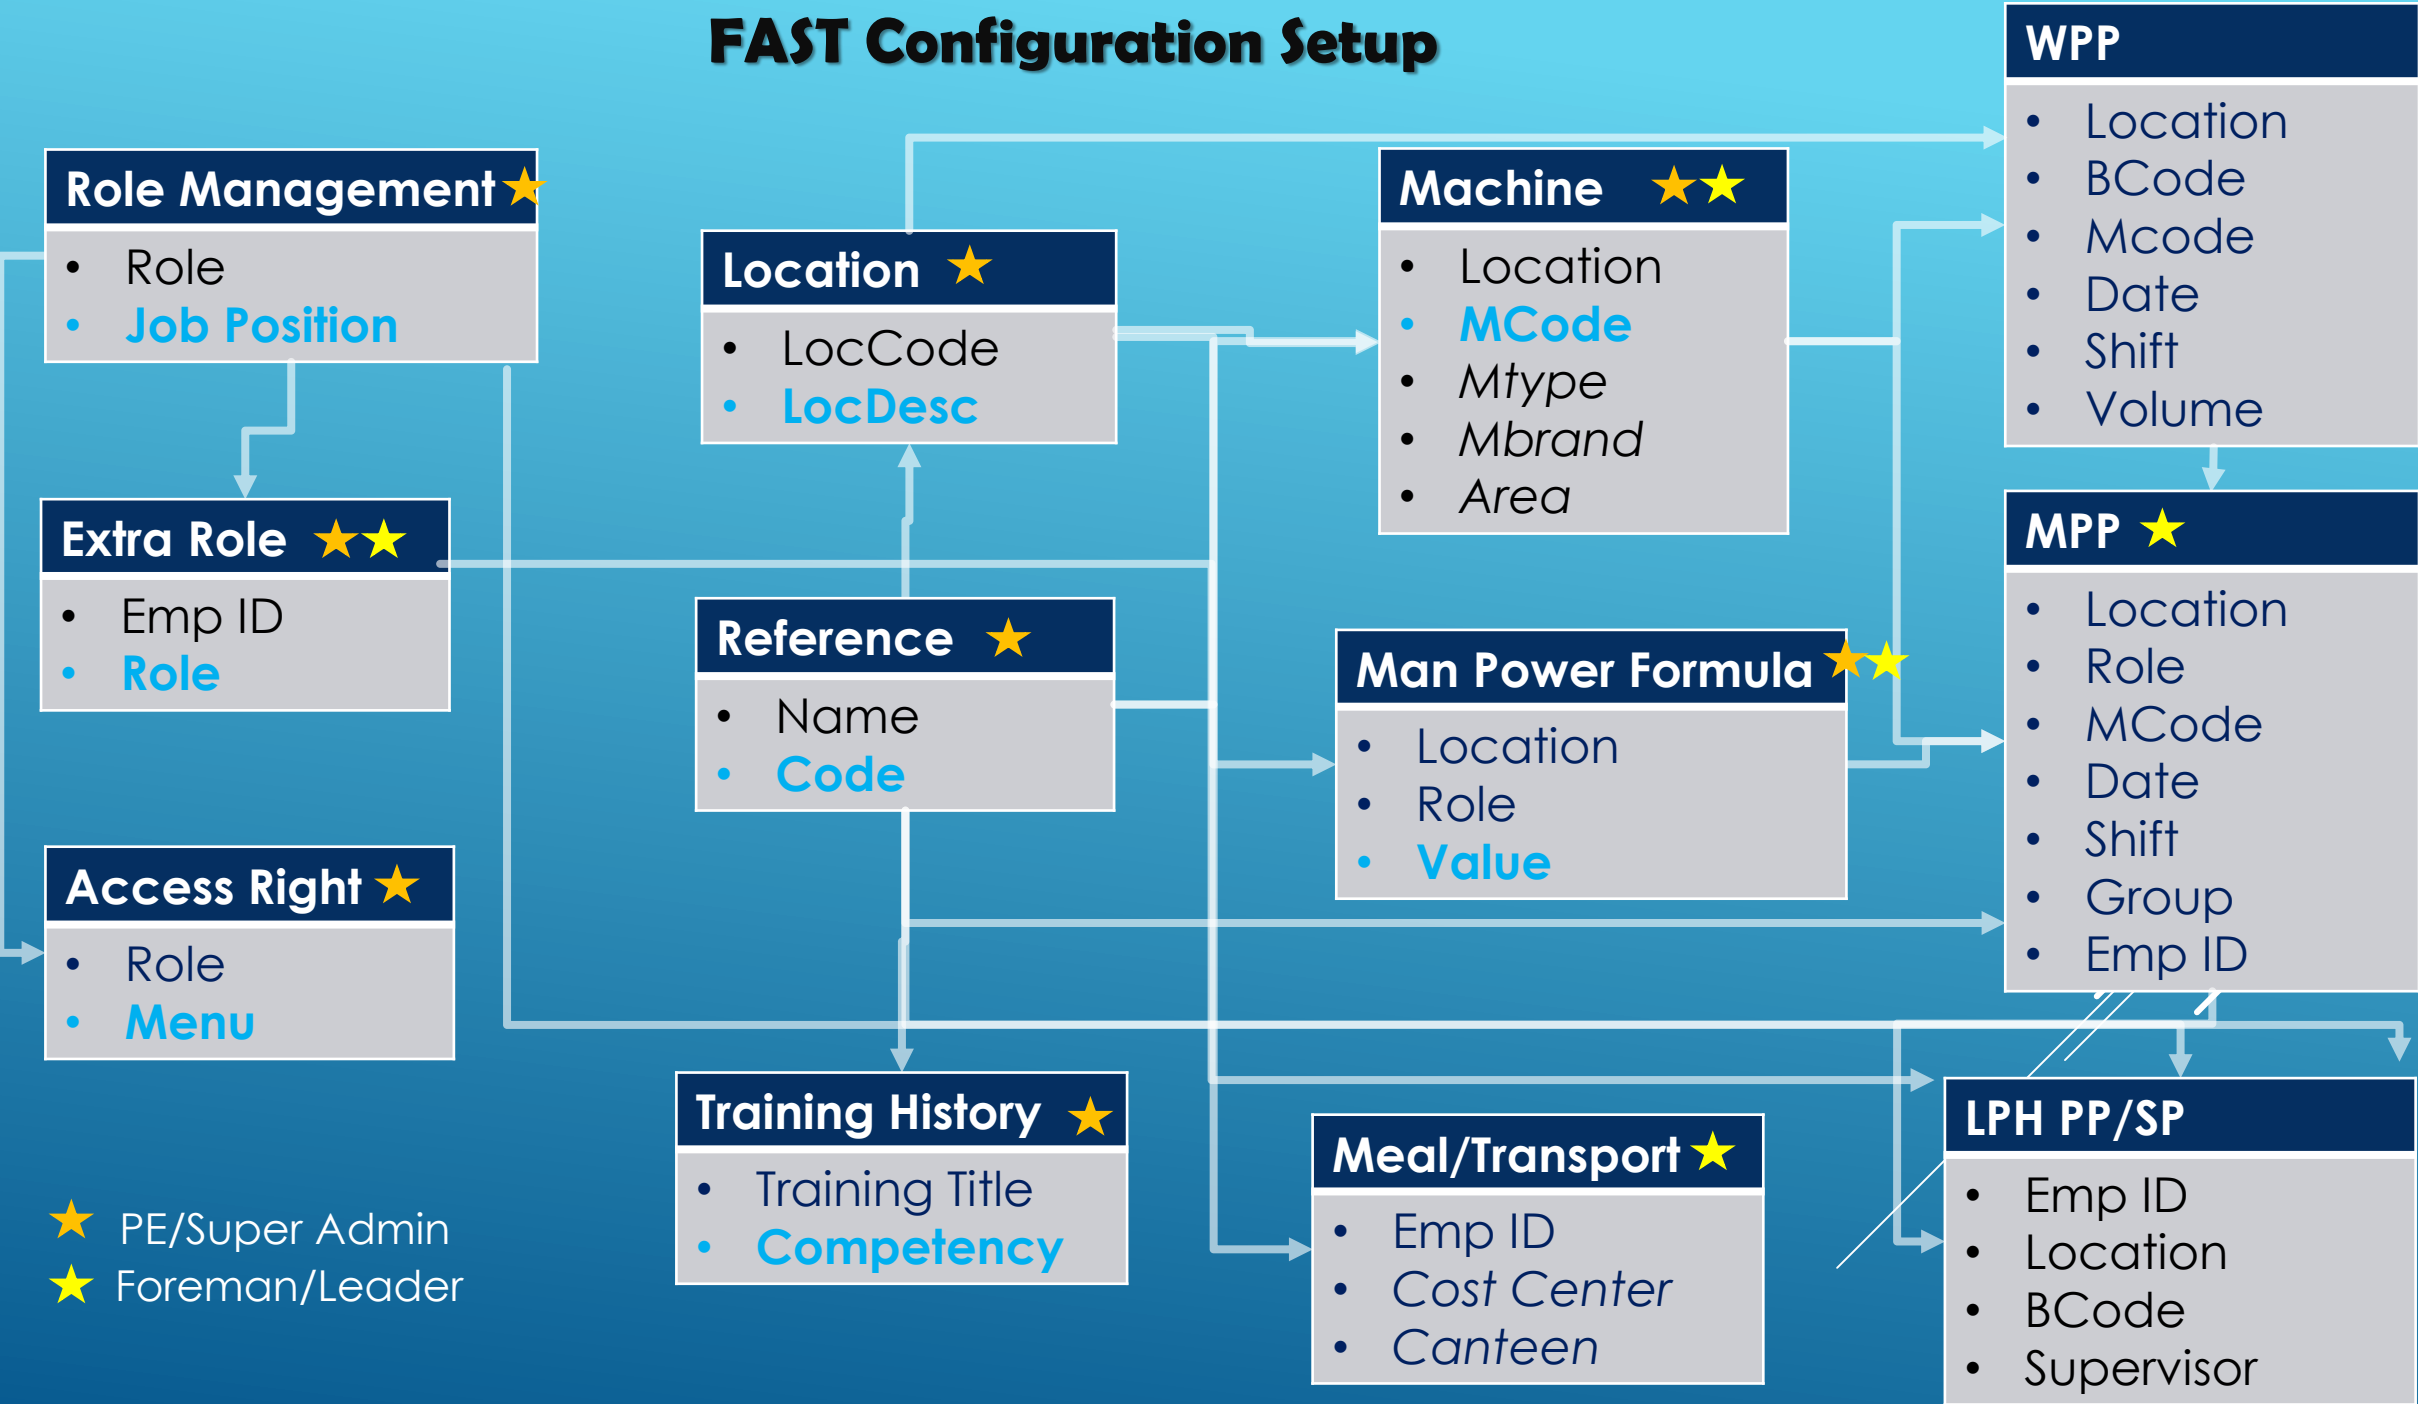 FAST Configuration Setup
Role Management
• Role
• Job Position
Extra Role
• Emp ID
• Role
Access Right
• Role
• Menu
PE/Super Admin
Foreman/Leader
Location
• LocCode
• LocDesc
Reference
• Name
• Code
Training History
• Training Title
• Competency
Machine
• Location
• MCode
• Mtype
• Mbrand
• Area
Man Power Formula
• Location
• Role
• Value
Meal/Transport
• Emp ID
• Cost Center
• Canteen
WPP
• Location
• BCode
• Mcode
• Date
• Shift
• Volume
MPP
• Location
• Role
• MCode
• Date
• Shift
• Group
• Emp ID
LPH PP/SP
• Emp ID
• Location
• BCode
• Supervisor